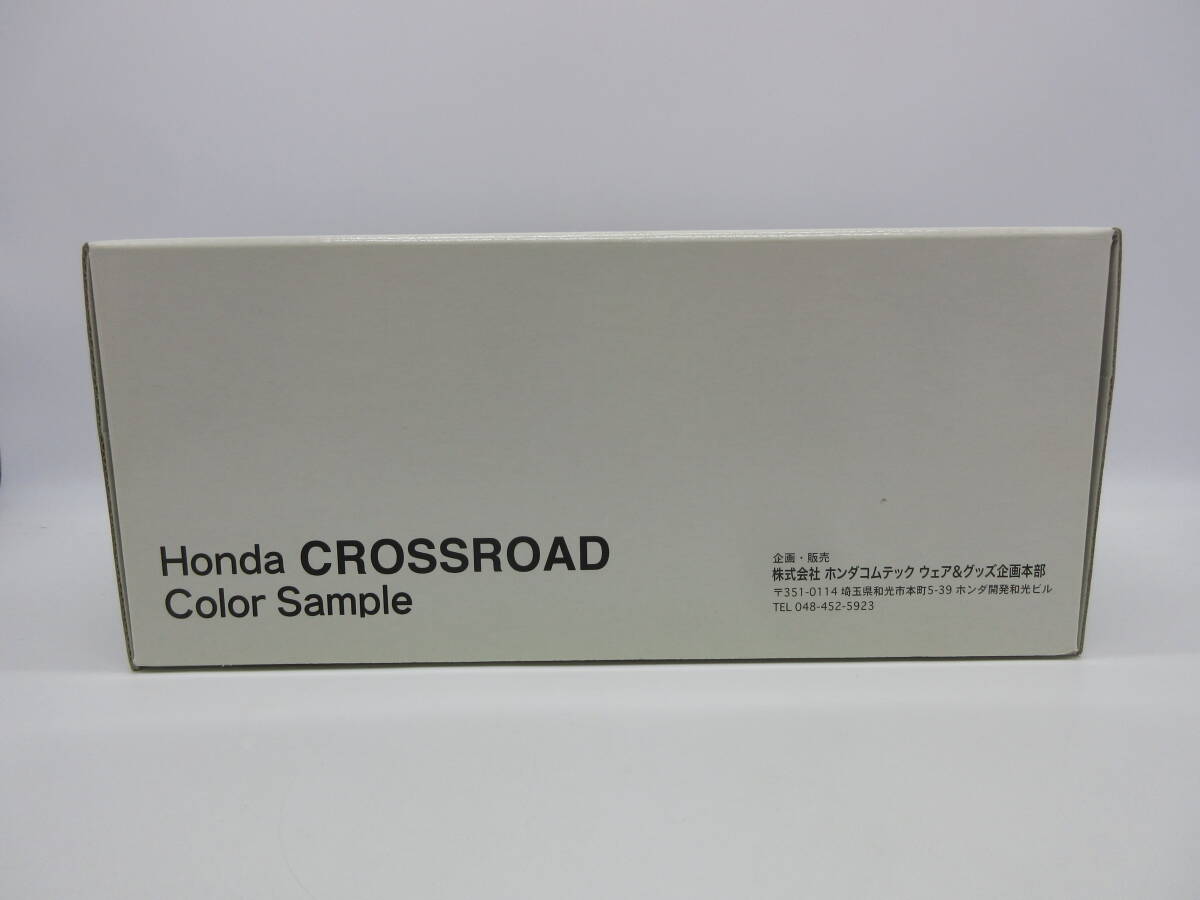 Honda CROSSROAD
Color Sample
企画・販売
株式会社 ホンダコムテック ウェア&グッズ企画本部
〒351-0114 埼玉県和光市本町5-39 ホンダ開発和光ビル
TEL 048-452-5923